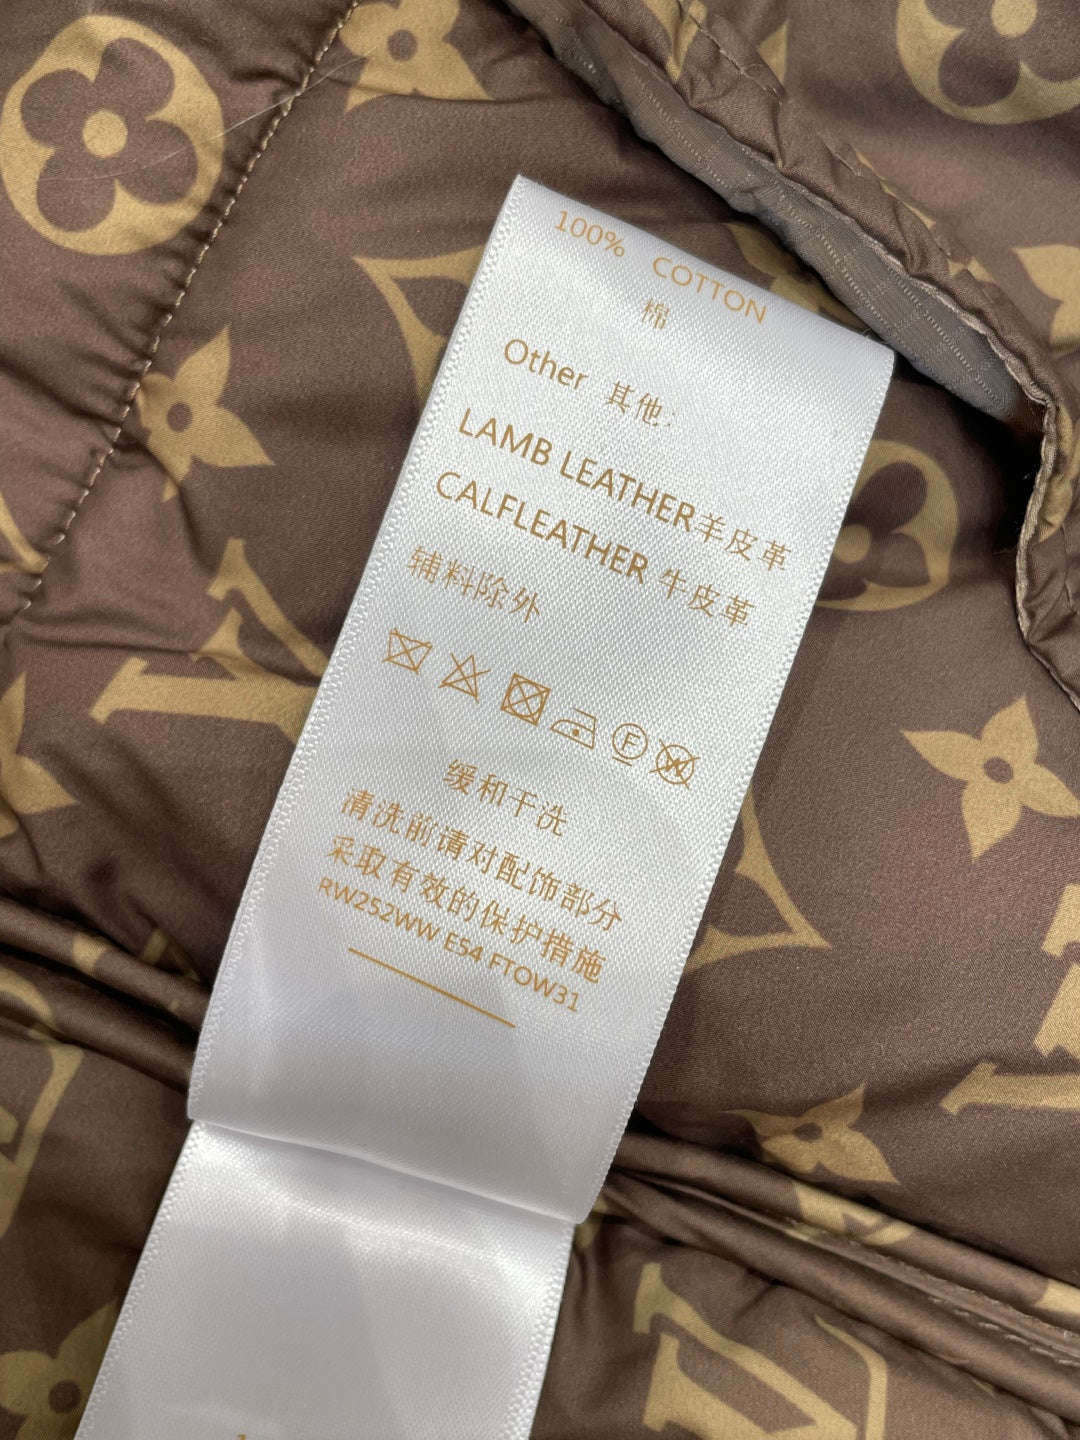 100% COTTON
棉
Other 其他:
LAMB LEATHER羊皮革
CALFLEATHER 牛皮革
辅料除外
F
W
缓和干洗
清洗前请对配饰部分
采取有效的保护措施
RW252WW E54 FTOW31